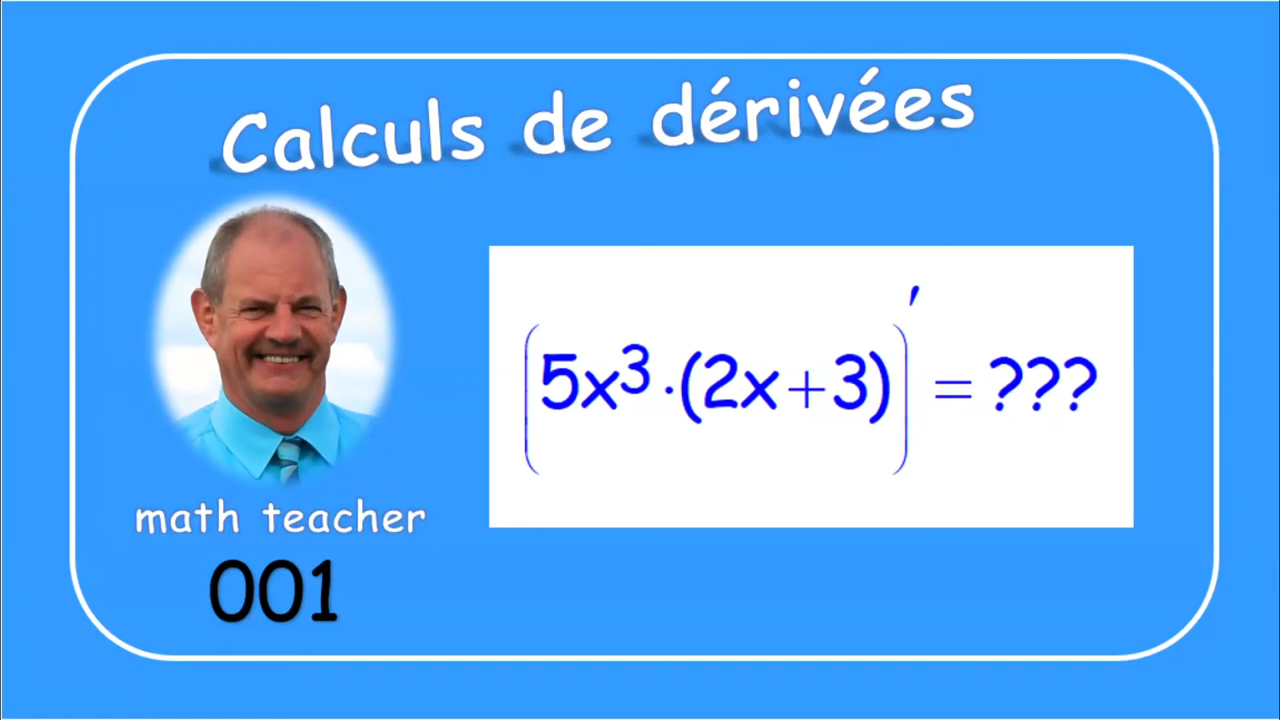 Calculs de dérivées
(5x³·(2x+3))′ = ???
math teacher
001